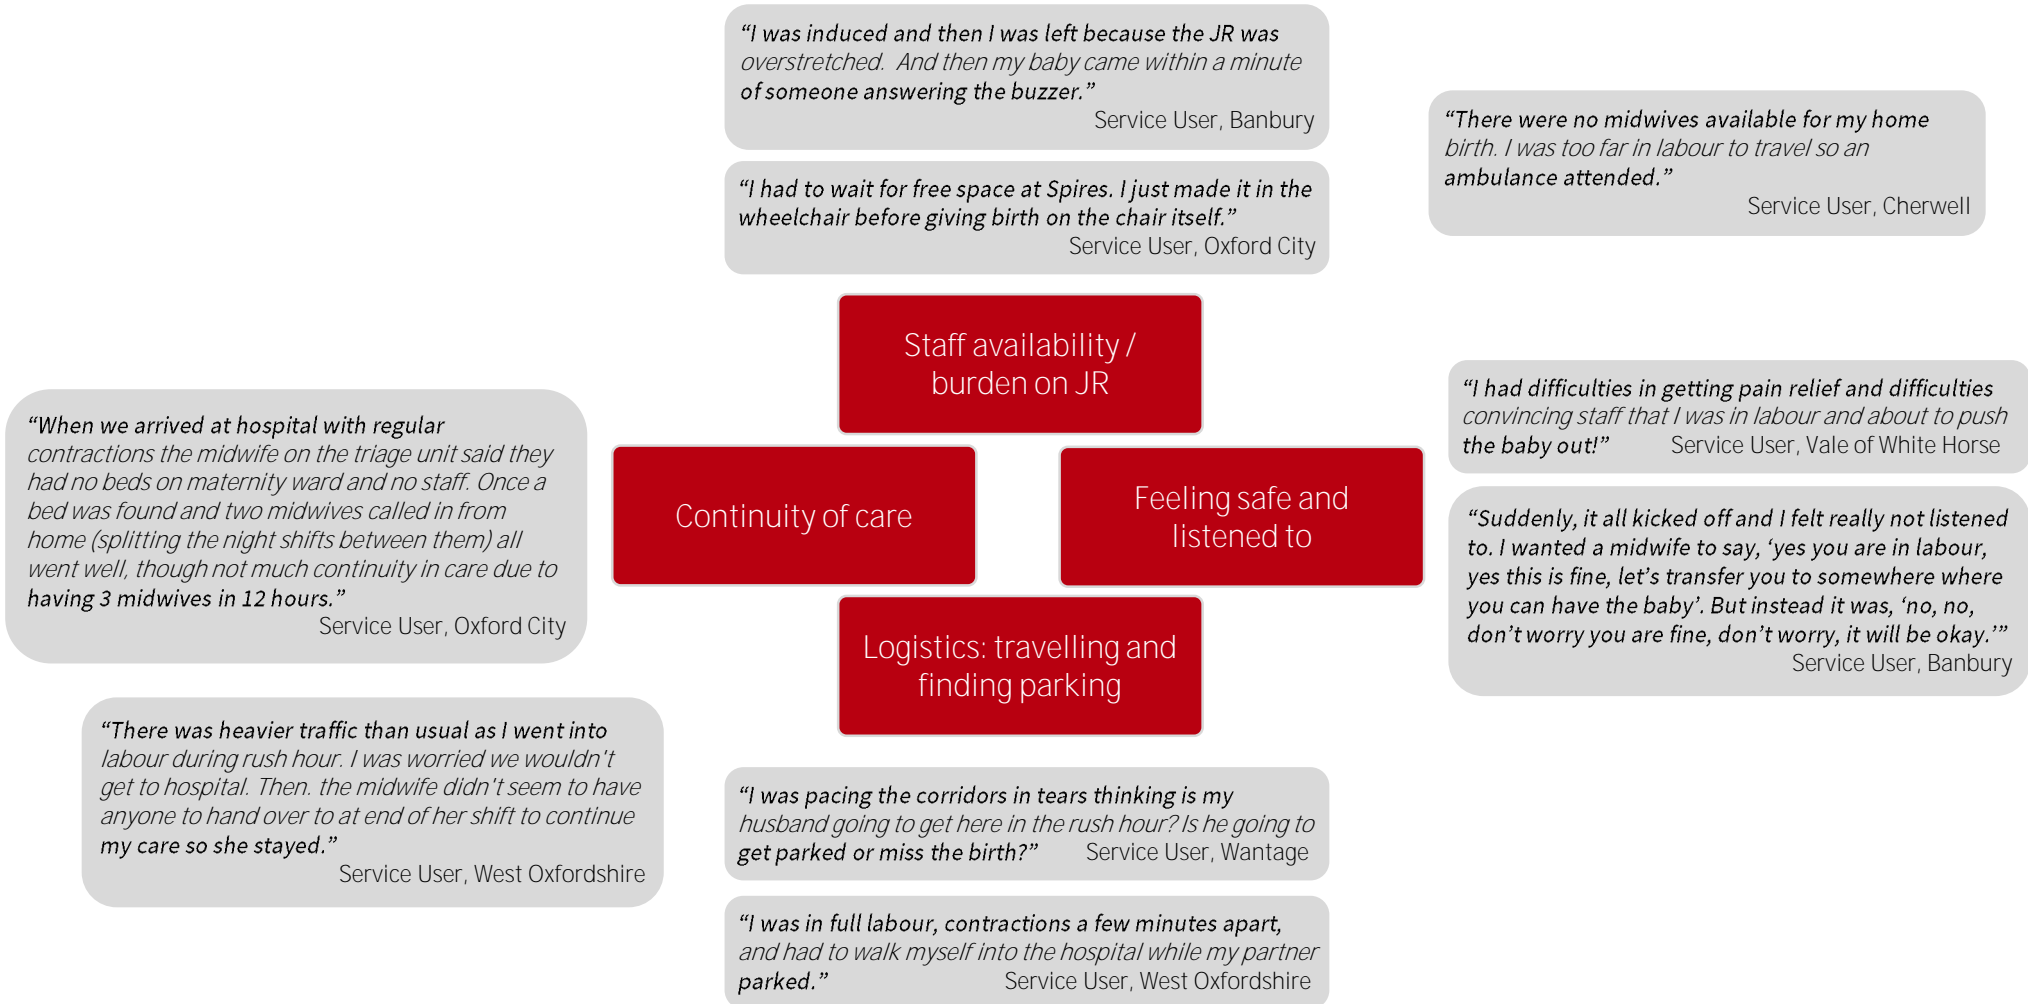 “I was induced and then I was left because the JR was
overstretched.  And then my baby came within a minute
of someone answering the buzzer.”
Service User, Banbury
“There were no midwives available for my home
birth. I was too far in labour to travel so an
ambulance attended.”
Service User, Cherwell
“I had to wait for free space at Spires. I just made it in the
wheelchair before giving birth on the chair itself.”
Service User, Oxford City
Staff availability /
burden on JR
“When we arrived at hospital with regular
contractions the midwife on the triage unit said they
had no beds on maternity ward and no staff. Once a
bed was found and two midwives called in from
home (splitting the night shifts between them) all
went well, though not much continuity in care due to
having 3 midwives in 12 hours.”
Service User, Oxford City
Continuity of care
Feeling safe and
listened to
“I had difficulties in getting pain relief and difficulties
convincing staff that I was in labour and about to push
the baby out!” Service User, Vale of White Horse
“Suddenly, it all kicked off and I felt really not listened
to. I wanted a midwife to say, ‘yes you are in labour,
yes this is fine, let’s transfer you to somewhere where
you can have the baby’. But instead it was, ‘no, no,
don’t worry you are fine, don’t worry, it will be okay.’”
Service User, Banbury
Logistics: travelling and
finding parking
“There was heavier traffic than usual as I went into
labour during rush hour. I was worried we wouldn't
get to hospital. Then. the midwife didn't seem to have
anyone to hand over to at end of her shift to continue
my care so she stayed.”
Service User, West Oxfordshire
“I was pacing the corridors in tears thinking is my
husband going to get here in the rush hour? Is he going to
get parked or miss the birth?” Service User, Wantage
“I was in full labour, contractions a few minutes apart,
and had to walk myself into the hospital while my partner
parked.” Service User, West Oxfordshire